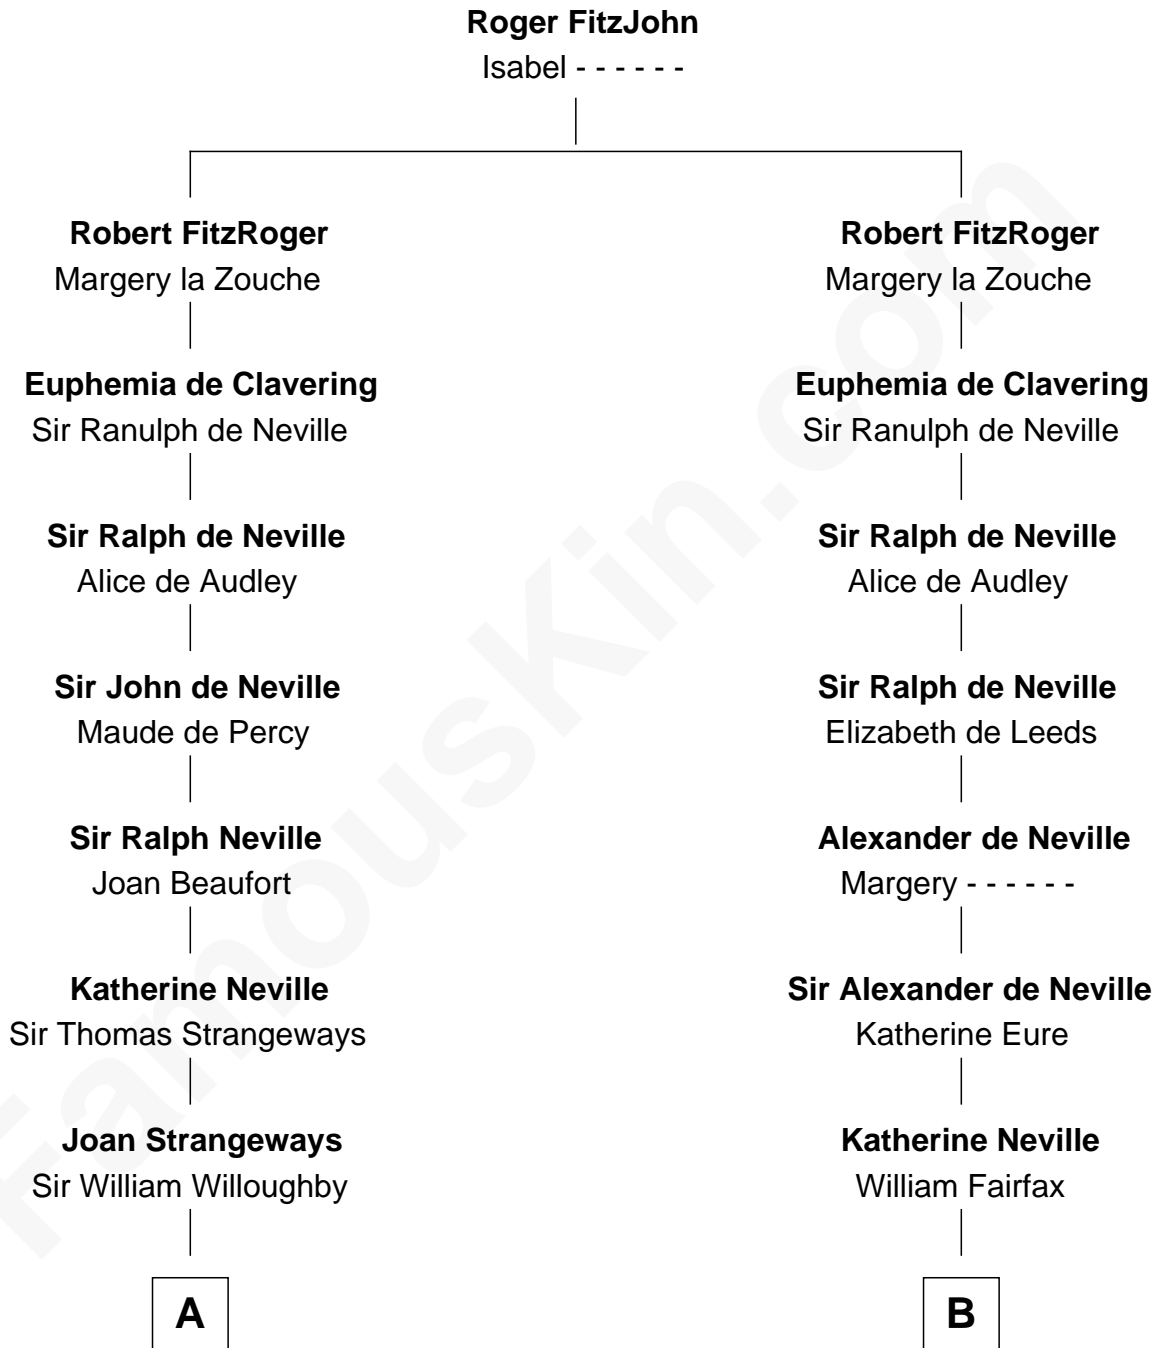 Roger FitzJohn
Isabel - - - - - -
Robert FitzRoger
Margery la Zouche
Euphemia de Clavering
Sir Ranulph de Neville
Sir Ralph de Neville
Alice de Audley
Sir John de Neville
Maude de Percy
Sir Ralph Neville
Joan Beaufort
Katherine Neville
Sir Thomas Strangeways
Joan Strangeways
Sir William Willoughby
A
Robert FitzRoger
Margery la Zouche
Euphemia de Clavering
Sir Ranulph de Neville
Sir Ralph de Neville
Alice de Audley
Sir Ralph de Neville
Elizabeth de Leeds
Alexander de Neville
Margery - - - - - -
Sir Alexander de Neville
Katherine Eure
Katherine Neville
William Fairfax
B
FamousKin.com